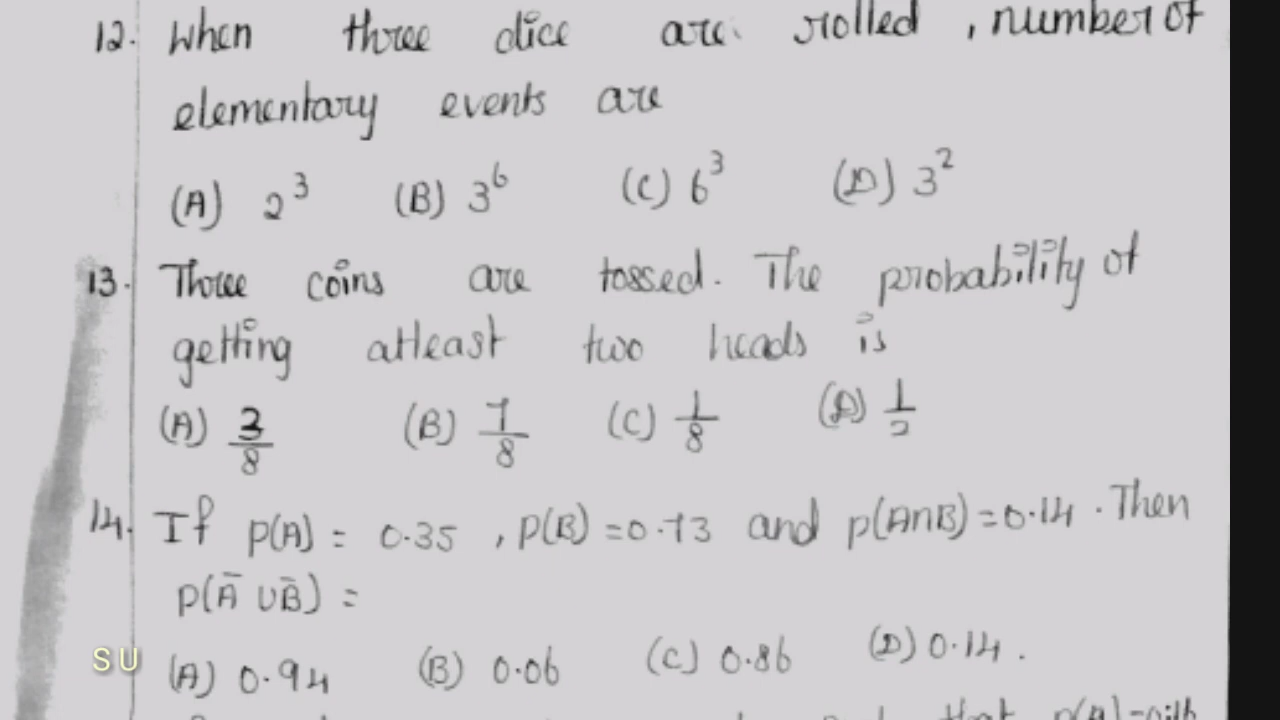 12. When three dice are rolled, number of
elementary events are
(A) 2³ (B) 3⁶ (C) 6³ (D) 3²
13. Three coins are tossed. The probability of
getting atleast two heads is
(A) 3/8 (B) 7/8 (C) 1/8 (D) 1/2
14. If P(A) = 0.35, P(B) = 0.73 and P(A∩B) = 0.14. Then
P(Ā ∪ B̄) =
SU
(A) 0.94 (B) 0.06 (C) 0.86 (D) 0.14.
that P(A)